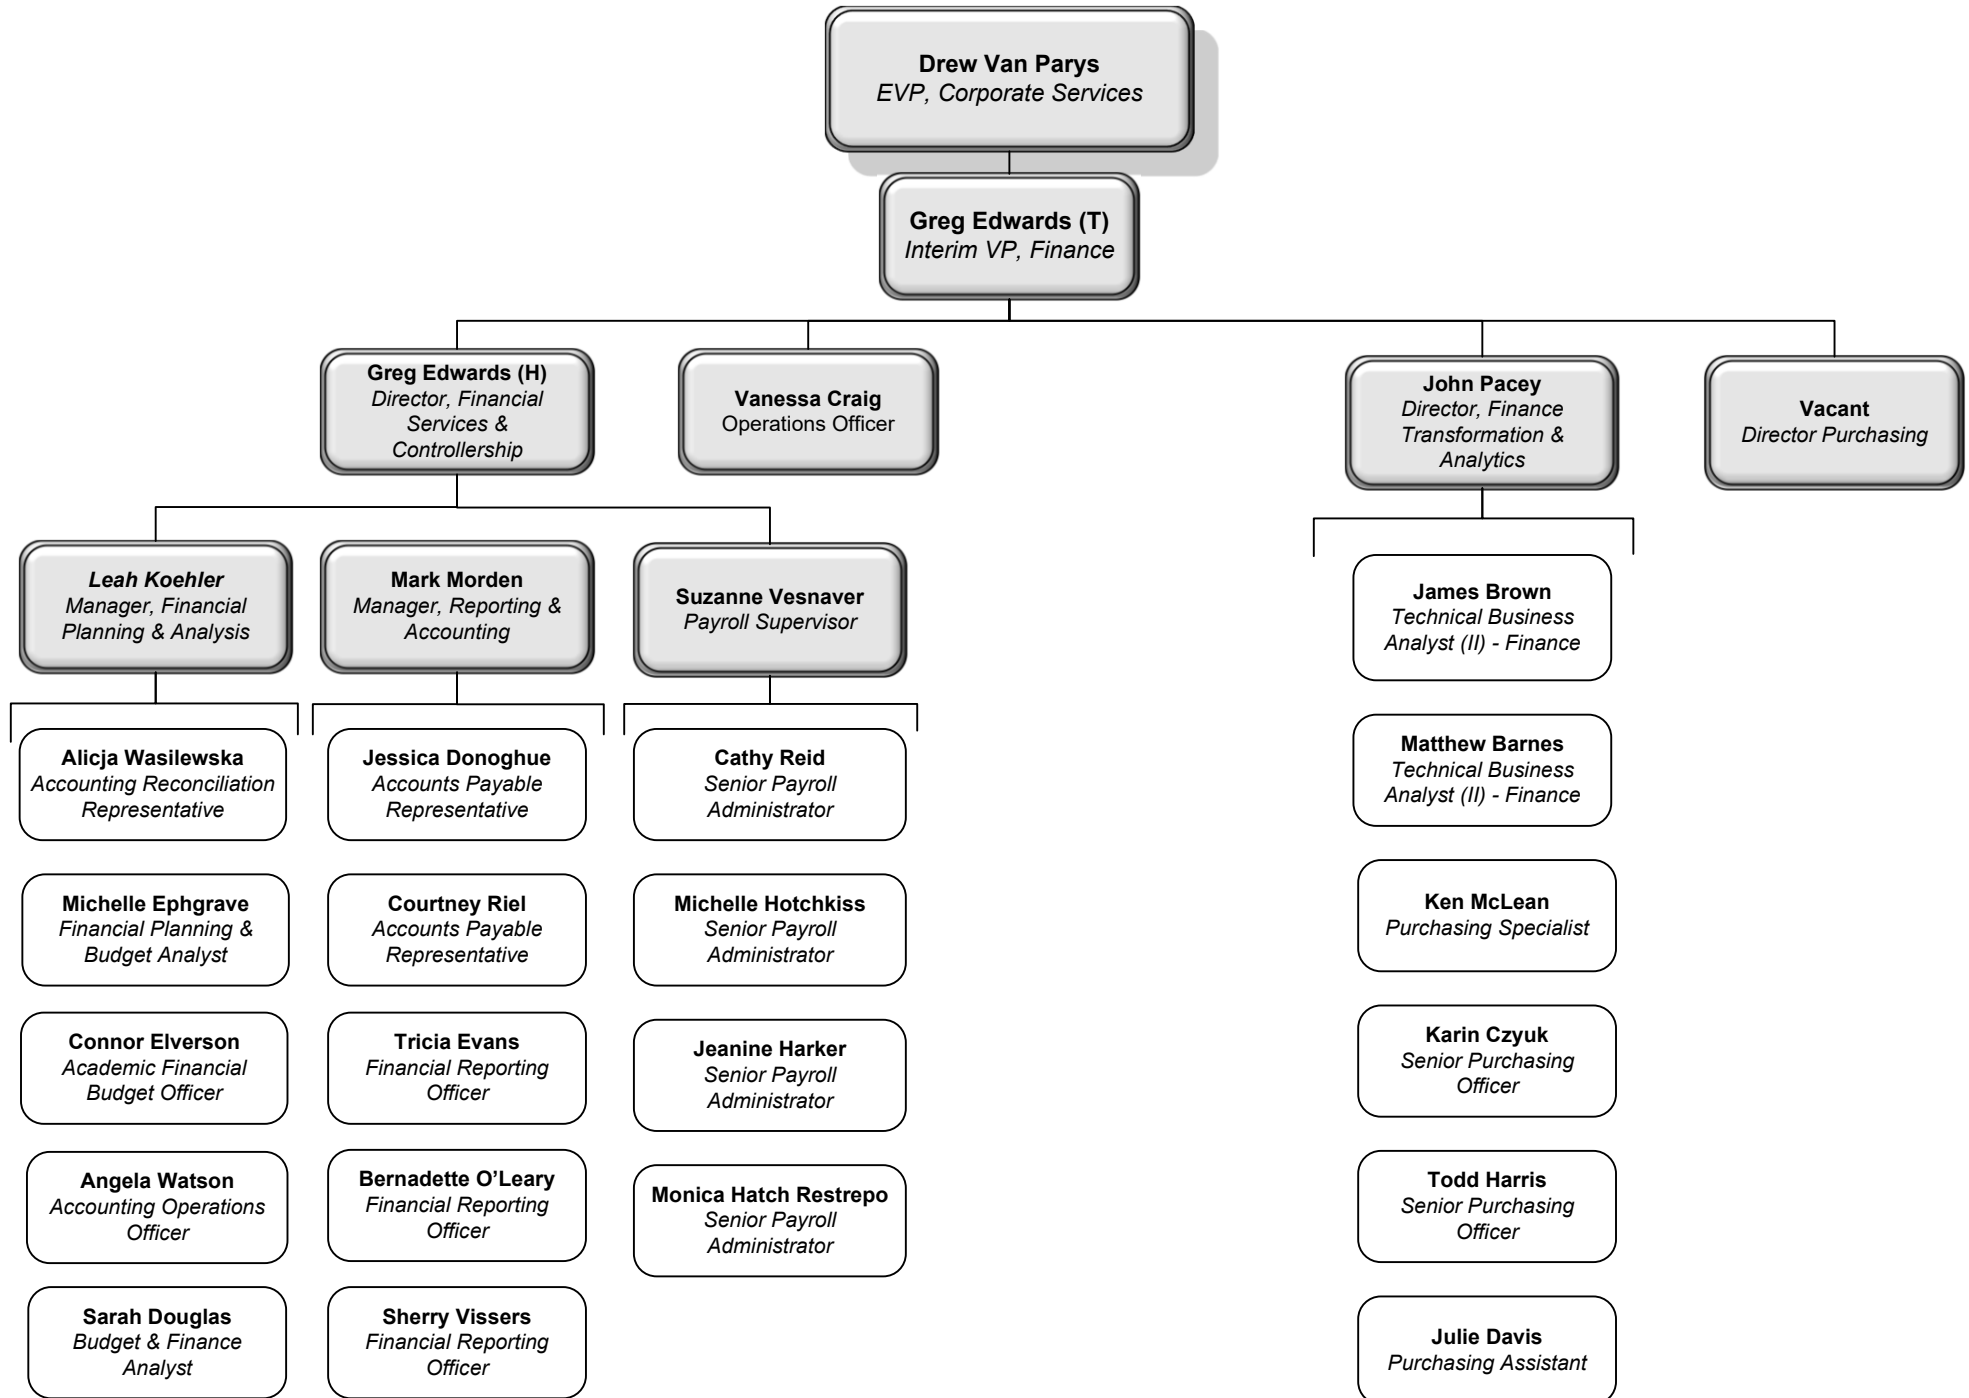 Drew Van Parys
EVP, Corporate Services
Greg Edwards (T)
Interim VP, Finance
Greg Edwards (H)
Director, Financial
Services &
Controllership
Vanessa Craig
Operations Officer
John Pacey
Director, Finance
Transformation &
Analytics
Vacant
Director Purchasing
Leah Koehler
Manager, Financial
Planning & Analysis
Mark Morden
Manager, Reporting &
Accounting
Suzanne Vesnaver
Payroll Supervisor
Alicja Wasilewska
Accounting Reconciliation
Representative
Michelle Ephgrave
Financial Planning &
Budget Analyst
Connor Elverson
Academic Financial
Budget Officer
Angela Watson
Accounting Operations
Officer
Sarah Douglas
Budget & Finance
Analyst
Jessica Donoghue
Accounts Payable
Representative
Courtney Riel
Accounts Payable
Representative
Tricia Evans
Financial Reporting
Officer
Bernadette O’Leary
Financial Reporting
Officer
Sherry Vissers
Financial Reporting
Officer
Cathy Reid
Senior Payroll
Administrator
Michelle Hotchkiss
Senior Payroll
Administrator
Jeanine Harker
Senior Payroll
Administrator
Monica Hatch Restrepo
Senior Payroll
Administrator
James Brown
Technical Business
Analyst (II) - Finance
Matthew Barnes
Technical Business
Analyst (II) - Finance
Ken McLean
Purchasing Specialist
Karin Czyuk
Senior Purchasing
Officer
Todd Harris
Senior Purchasing
Officer
Julie Davis
Purchasing Assistant